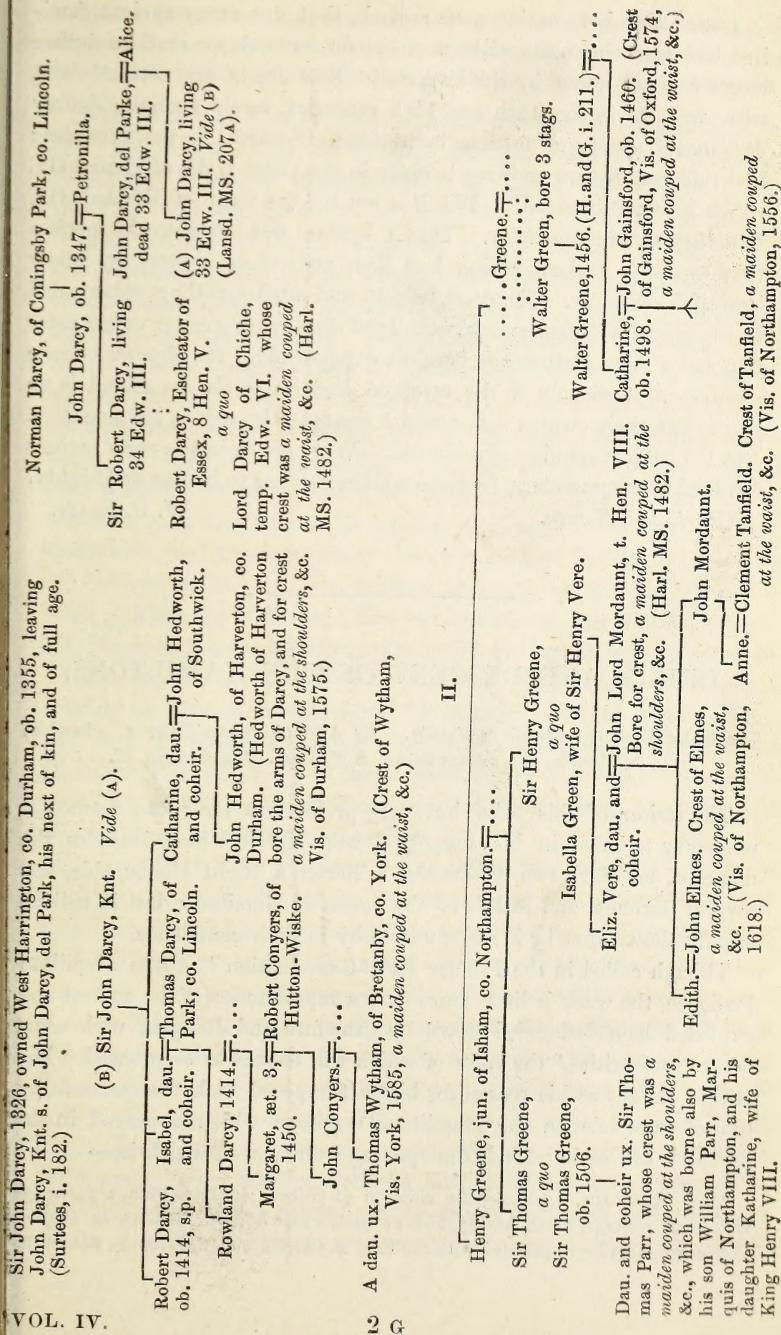 Sir John Darcy, 1326, owned West Harrington, co. Durham, ob. 1355, leaving
John Darcy, Knt. s. of John Darcy, del Park, his next of kin, and of full age.
(Surtees, i. 182.)
Norman Darcy, of Coningsby Park, co. Lincoln.
John Darcy, ob. 1347.=Petronilla.
Sir Robert Darcy, living
34 Edw. III.
John Darcy, del Parke,=Alice.
dead 33 Edw. III.
(A) John Darcy, living
33 Edw. III. Vide (B)
(Lansd. MS. 207A).
(B) Sir John Darcy, Knt. Vide (A).
Robert Darcy,
ob. 1414, s.p.
Isabel, dau.
and coheir.
=Thomas Darcy, of
Park, co. Lincoln.
Catharine, dau.
and coheir.
=John Hedworth,
of Southwick.
Rowland Darcy, 1414.=....
John Hedworth, of Harverton, co.
Durham. (Hedworth of Harverton
bore the arms of Darcy, and for crest
a maiden couped at the shoulders, &c.
Vis. of Durham, 1575.)
Margaret, æt. 3,
1450.
=Robert Conyers, of
Hutton-Wiske.
John Conyers.=....
A dau. ux. Thomas Wytham, of Bretanby, co. York. (Crest of Wytham,
Vis. York, 1585, a maiden couped at the waist, &c.)
Robert Darcy, Escheator of
Essex, 8 Hen. V.
a quo
Lord Darcy of Chiche,
temp. Edw. VI. whose
crest was a maiden couped
at the waist, &c. (Harl.
MS. 1482.)
II.
Henry Greene, jun. of Isham, co. Northampton.=....
..... Greene.=....
Sir Thomas Greene,
a quo
Sir Thomas Greene,
ob. 1506.
Sir Henry Greene,
a quo
Isabella Green, wife of Sir Henry Vere.
Walter Green, bore 3 stags.
Walter Greene, 1456. (H. and G. i. 211.)=....
Dau. and coheir ux. Sir Tho-
mas Parr, whose crest was a
maiden couped at the shoulders,
&c., which was borne also by
his son William Parr, Mar-
quis of Northampton, and his
daughter Katharine, wife of
King Henry VIII.
Eliz. Vere, dau. and
coheir.
=John Lord Mordaunt, t. Hen. VIII.
Bore for crest, a maiden couped at the
shoulders, &c. (Harl. MS. 1482.)
Catharine,
ob. 1498.
=John Gainsford, ob. 1460. (Crest
of Gainsford, Vis. of Oxford, 1574,
a maiden couped at the waist, &c.)
Edith.=John Elmes. Crest of Elmes,
a maiden couped at the waist,
&c. (Vis. of Northampton,
1618.)
John Mordaunt.
Anne.=Clement Tanfield. Crest of Tanfield, a maiden couped
at the waist, &c. (Vis. of Northampton, 1556.)
VOL. IV.
2 G